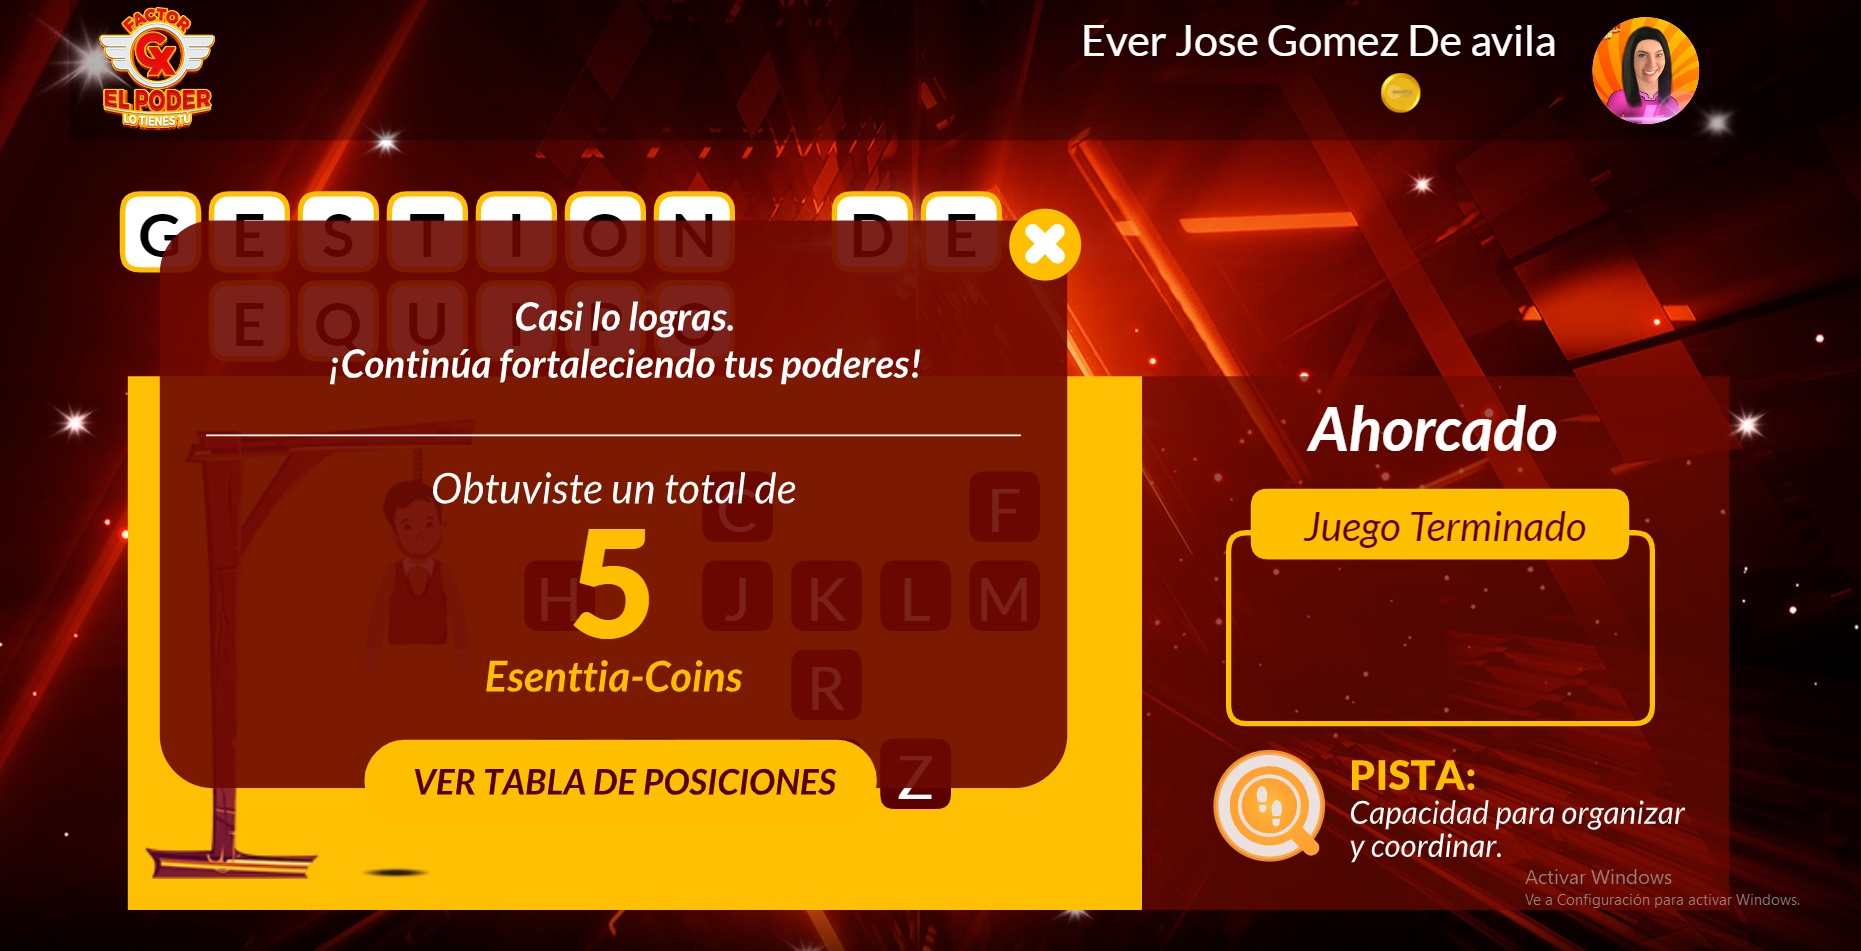 FACTOR
GX
EL PODER
LO TIENES TÚ
Ever Jose Gomez De avila
GESTION DE
EQUIPO
Casi lo logras.
¡Continúa fortaleciendo tus poderes!
Obtuviste un total de
5
Esenttia-Coins
VER TABLA DE POSICIONES
C F
H J K L M
R
Z
Ahorcado
Juego Terminado
PISTA:
Capacidad para organizar
y coordinar.
Activar Windows
Ve a Configuración para activar Windows.